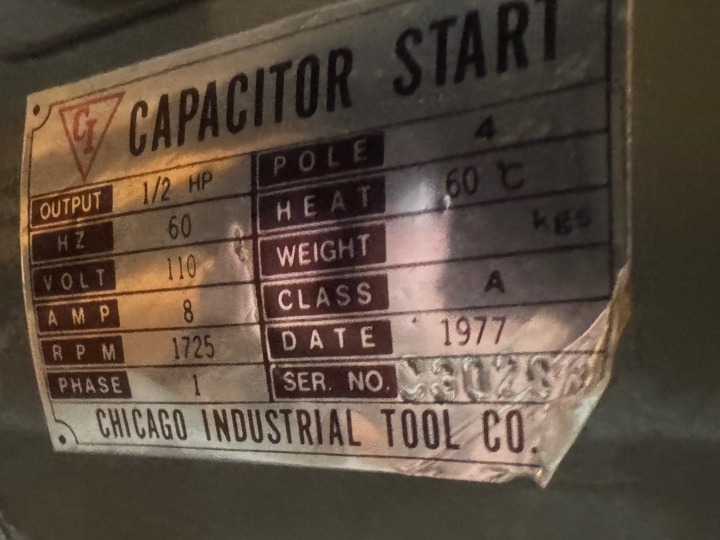 CI CAPACITOR START
OUTPUT 1/2 HP POLE 4
HZ 60 HEAT 60 °C
VOLT 110 WEIGHT kgs
AMP 8 CLASS A
RPM 1725 DATE 1977
PHASE 1 SER. NO.
CHICAGO INDUSTRIAL TOOL CO.